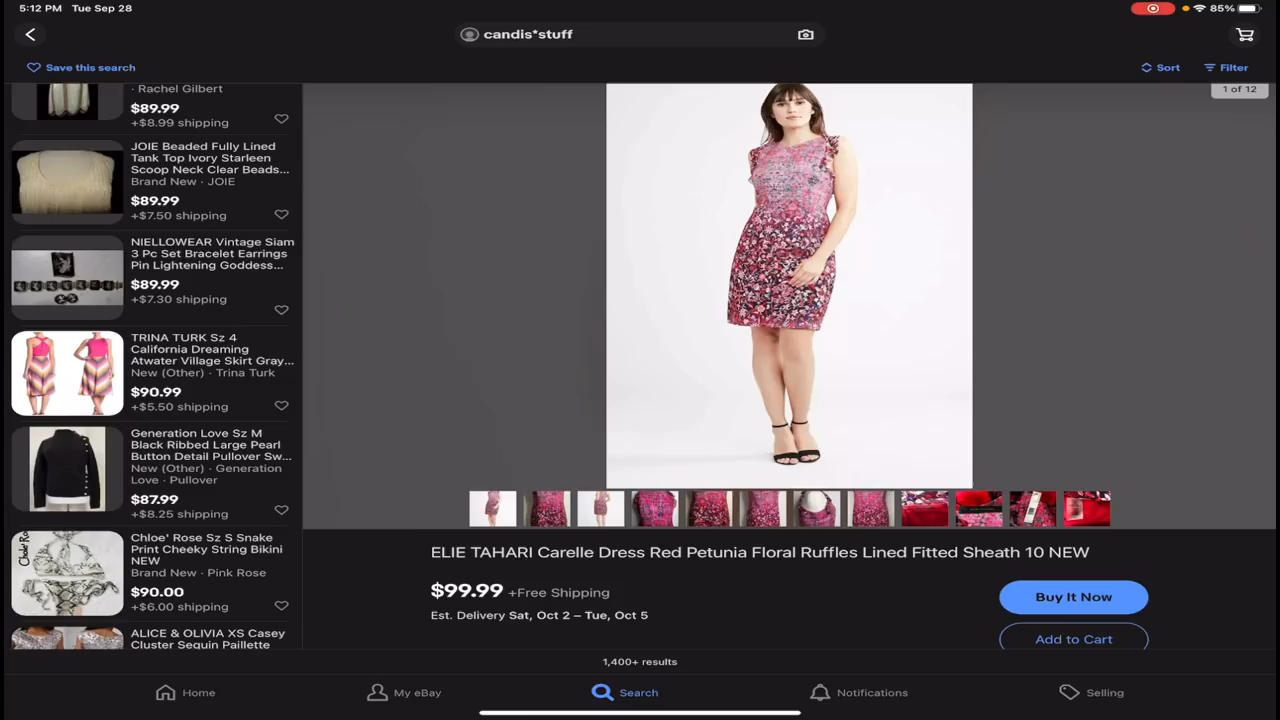 5:12 PM Tue Sep 28
85%
candis*stuff
Save this search
Sort
Filter
· Rachel Gilbert
$89.99
+$8.99 shipping
JOIE Beaded Fully Lined
Tank Top Ivory Starleen
Scoop Neck Clear Beads...
Brand New · JOIE
$89.99
+$7.50 shipping
NIELLOWEAR Vintage Siam
3 Pc Set Bracelet Earrings
Pin Lightening Goddess...
$89.99
+$7.30 shipping
TRINA TURK Sz 4
California Dreaming
Atwater Village Skirt Gray...
New (Other) · Trina Turk
$90.99
+$5.50 shipping
Generation Love Sz M
Black Ribbed Large Pearl
Button Detail Pullover Sw...
New (Other) · Generation
Love · Pullover
$87.99
+$8.25 shipping
Chloe' Rose Sz S Snake
Print Cheeky String Bikini
NEW
Brand New · Pink Rose
$90.00
+$6.00 shipping
ALICE & OLIVIA XS Casey
Cluster Sequin Paillette
1 of 12
ELIE TAHARI Carelle Dress Red Petunia Floral Ruffles Lined Fitted Sheath 10 NEW
$99.99 +Free Shipping
Est. Delivery Sat, Oct 2 – Tue, Oct 5
Buy It Now
Add to Cart
1,400+ results
Home
My eBay
Search
Notifications
Selling